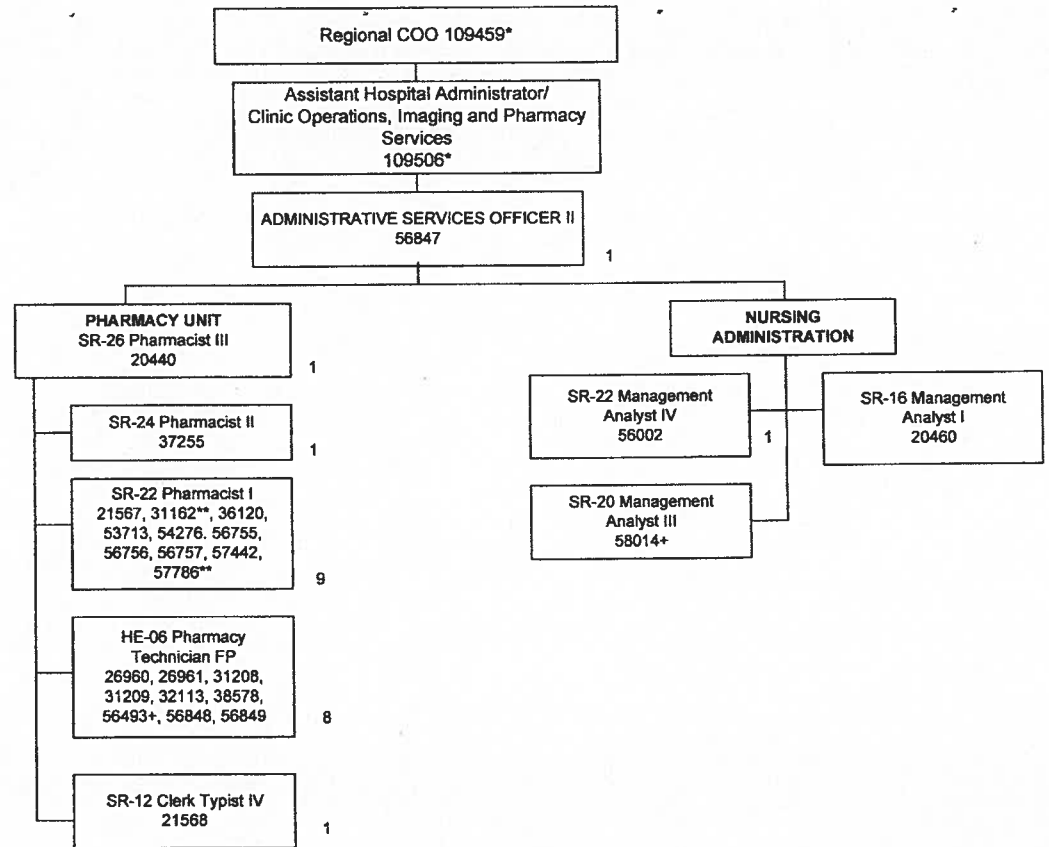 Regional COO 109459*
Assistant Hospital Administrator/
Clinic Operations, Imaging and Pharmacy
Services
109506*
ADMINISTRATIVE SERVICES OFFICER II
56847
1
PHARMACY UNIT
SR-26 Pharmacist III
20440
1
SR-24 Pharmacist II
37255
1
SR-22 Pharmacist I
21567, 31162**, 36120,
53713, 54276. 56755,
56756, 56757, 57442,
57786**
9
HE-06 Pharmacy
Technician FP
26960, 26961, 31208,
31209, 32113, 38578,
56493+, 56848, 56849
8
SR-12 Clerk Typist IV
21568
1
NURSING
ADMINISTRATION
SR-22 Management
Analyst IV
56002
1
SR-16 Management
Analyst I
20460
SR-20 Management
Analyst III
58014+